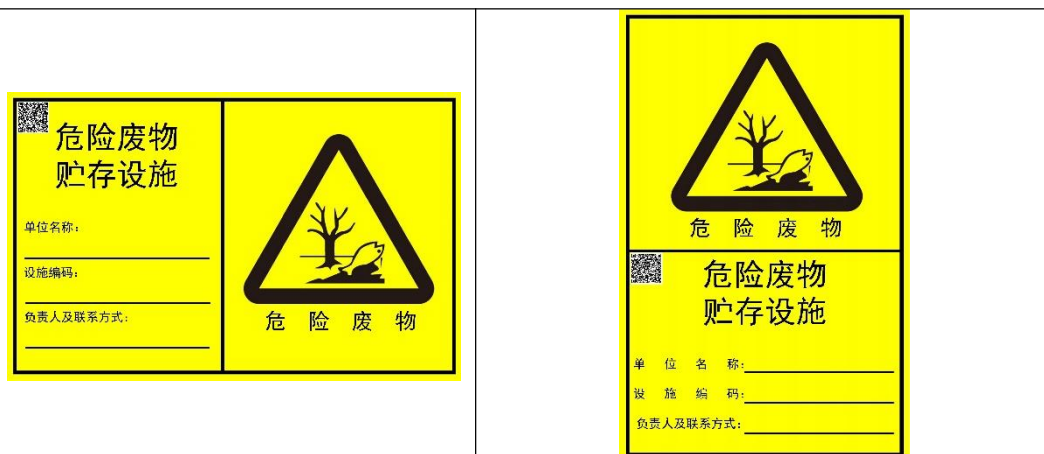 危险废物
贮存设施
单位名称：
设施编码：
负责人及联系方式：
危险废物
危险废物
危险废物
贮存设施
单位名称：
设施编码：
负责人及联系方式：